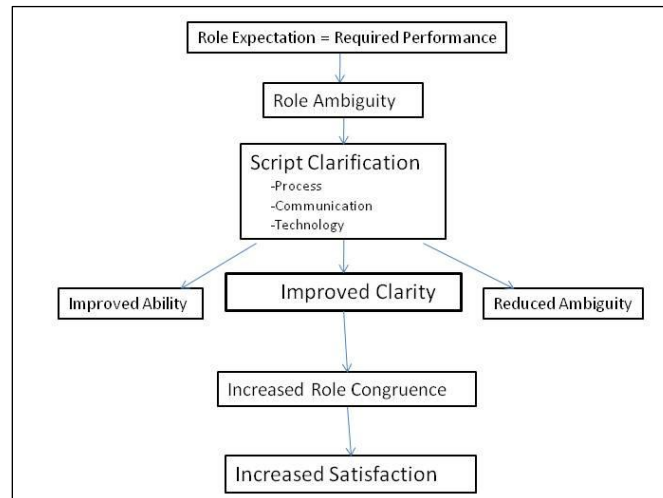 Role Expectation = Required Performance
Role Ambiguity
Script Clarification
-Process
-Communication
-Technology
Improved Ability
Improved Clarity
Reduced Ambiguity
Increased Role Congruence
Increased Satisfaction